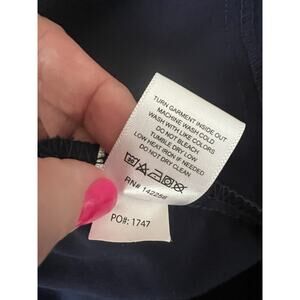 TURN GARMENT INSIDE OUT
MACHINE WASH COLD
WASH WITH LIKE COLORS
DO NOT BLEACH
TUMBLE DRY LOW
LOW HEAT IRON IF NEEDED
DO NOT DRY CLEAN
RN# 142258
PO#: 1747